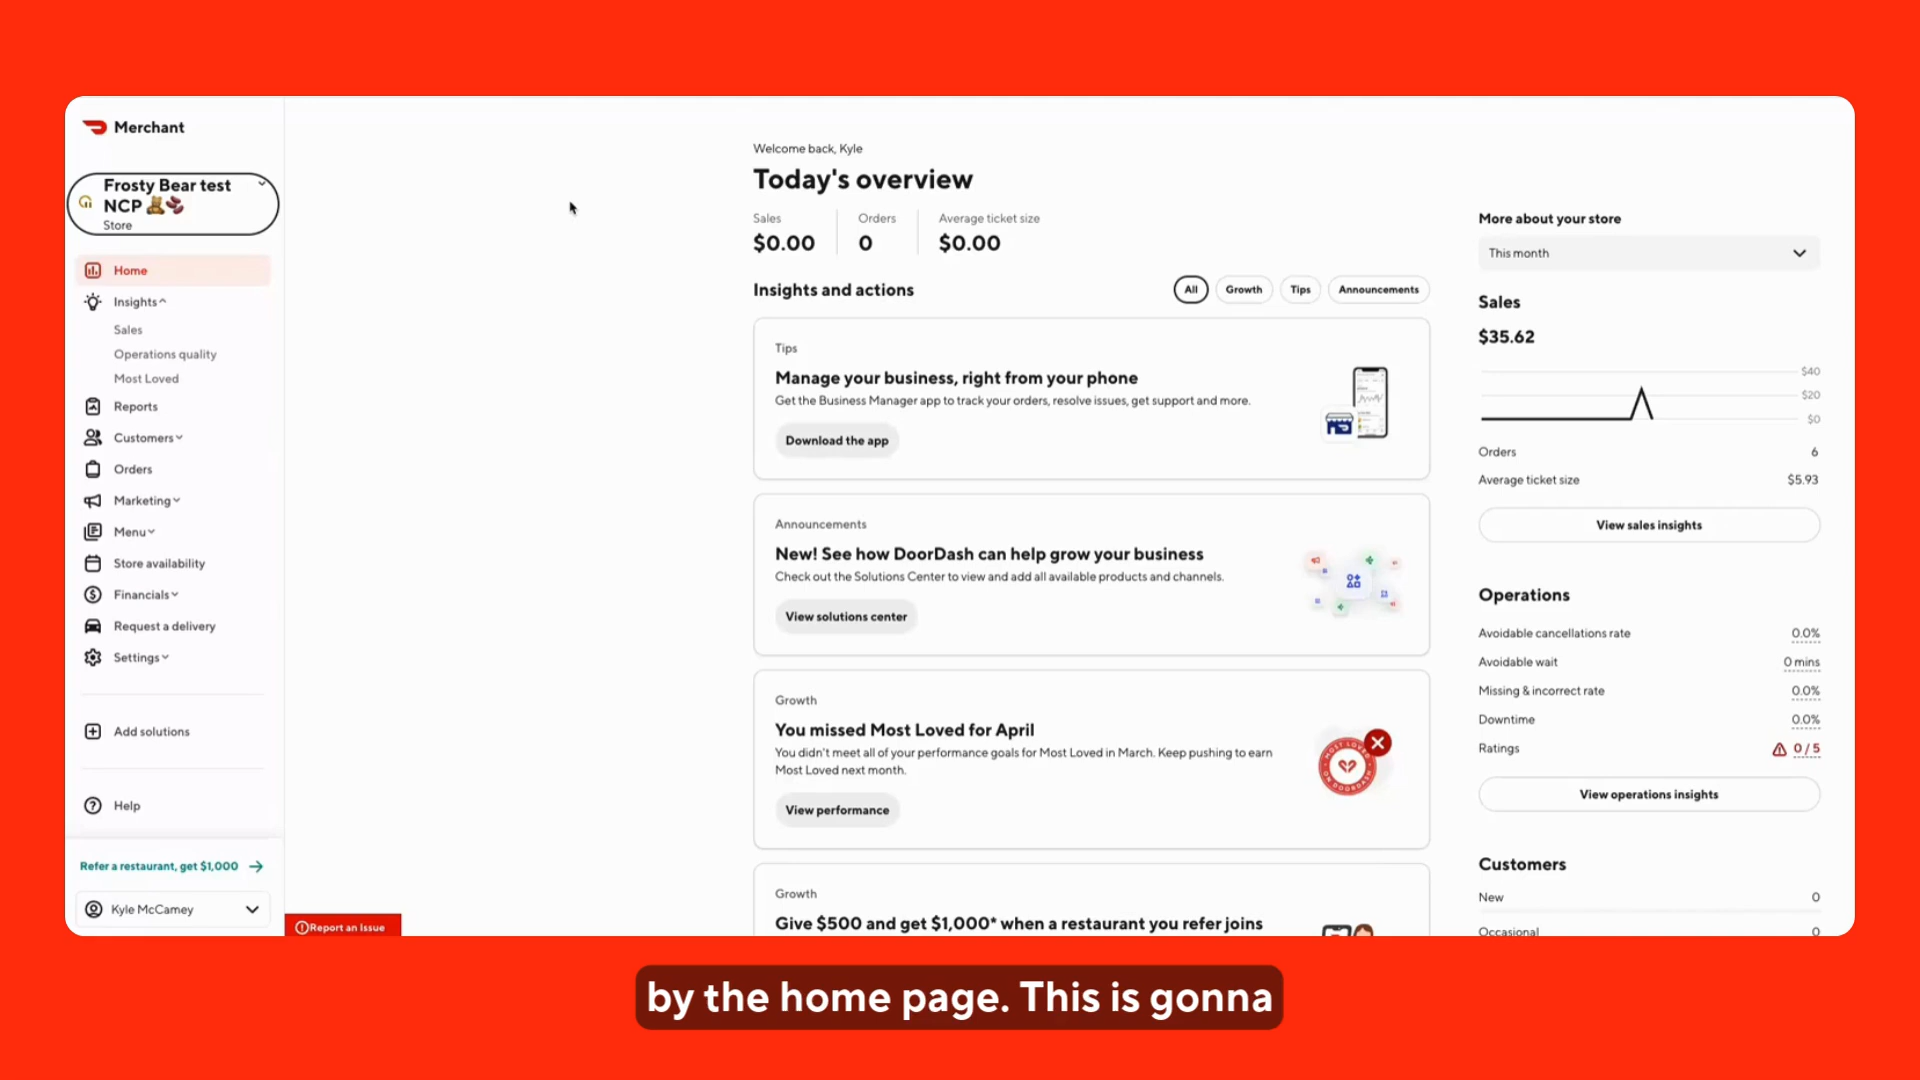 Merchant
Frosty Bear test
NCP 🧸🫘
Store
Home
Insights
Sales
Operations quality
Most Loved
Reports
Customers
Orders
Marketing
Menu
Store availability
Financials
Request a delivery
Settings
Add solutions
Help
Refer a restaurant, get $1,000
Kyle McCamey
Report an Issue
Welcome back, Kyle
Today's overview
Sales
$0.00
Orders
0
Average ticket size
$0.00
Insights and actions
All
Growth
Tips
Announcements
Tips
Manage your business, right from your phone
Get the Business Manager app to track your orders, resolve issues, get support and more.
Download the app
Announcements
New! See how DoorDash can help grow your business
Check out the Solutions Center to view and add all available products and channels.
View solutions center
Growth
You missed Most Loved for April
You didn't meet all of your performance goals for Most Loved in March. Keep pushing to earn
Most Loved next month.
View performance
MOST LOVED
ON DOORDASH
Growth
Give $500 and get $1,000* when a restaurant you refer joins
More about your store
This month
Sales
$35.62
$40
$20
$0
Orders 6
Average ticket size $5.93
View sales insights
Operations
Avoidable cancellations rate 0.0%
Avoidable wait 0 mins
Missing & incorrect rate 0.0%
Downtime 0.0%
Ratings 0 / 5
View operations insights
Customers
New 0
Occasional 0
by the home page. This is gonna